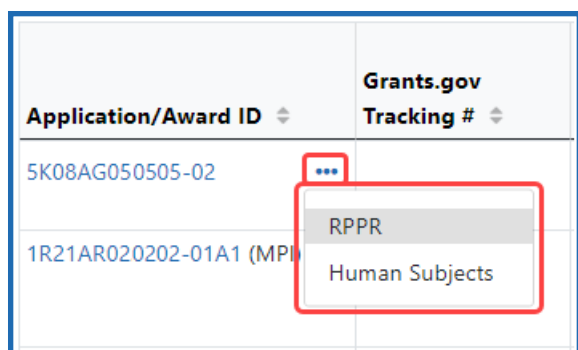 Grants.gov
Application/Award ID Tracking #
5K08AG050505-02 •••
RPPR
1R21AR020202-01A1 (MPI)
Human Subjects